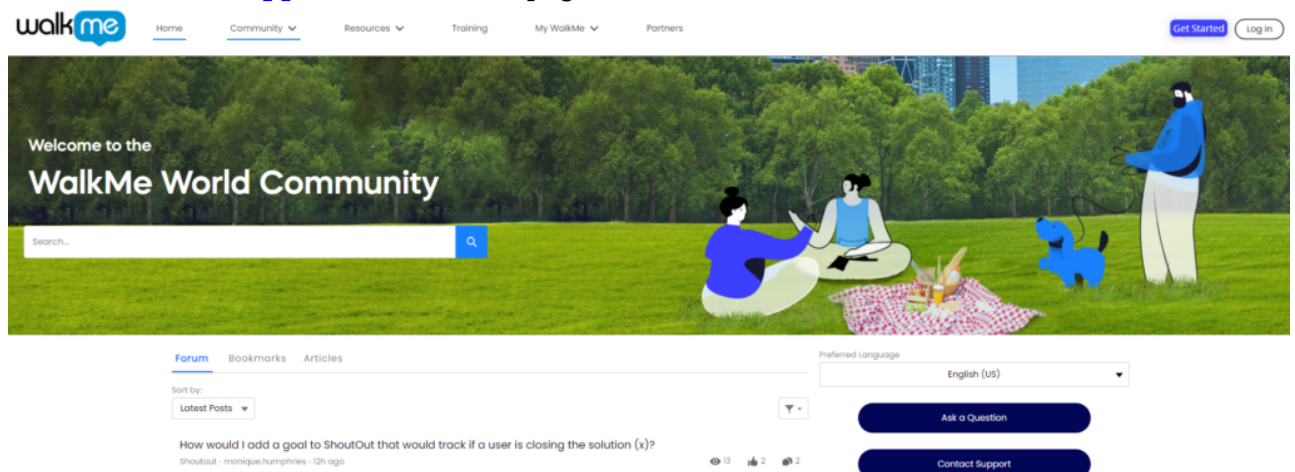 walkme
Home
Community
Resources
Training
My WalkMe
Partners
Get Started
Log in
Welcome to the
WalkMe World Community
Search...
Forum
Bookmarks
Articles
Preferred Language
English (US)
Sort by:
Latest Posts
Ask a Question
How would I add a goal to ShoutOut that would track if a user is closing the solution (x)?
Shoutout - monique.humphries - 12h ago
13
2
2
Contact Support